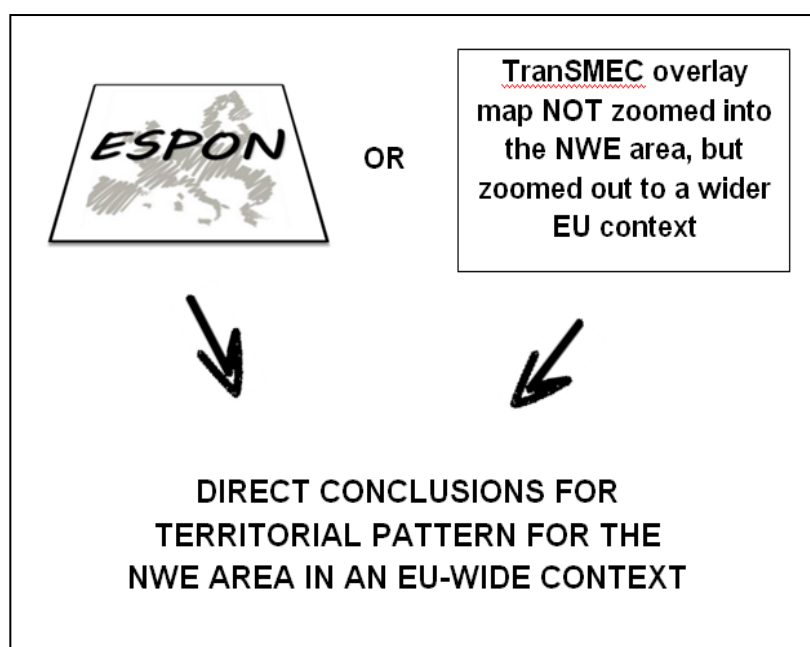 ESPON
OR
TranSMEC overlay
map NOT zoomed into
the NWE area, but
zoomed out to a wider
EU context
DIRECT CONCLUSIONS FOR
TERRITORIAL PATTERN FOR THE
NWE AREA IN AN EU-WIDE CONTEXT